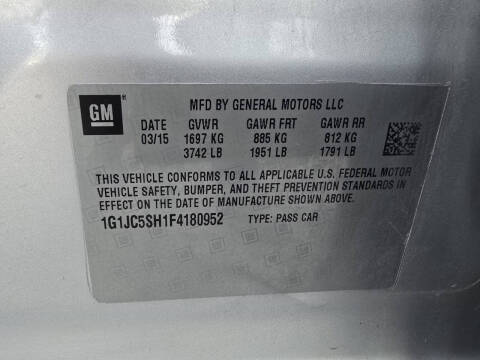 GM
MFD BY GENERAL MOTORS LLC
DATE GVWR GAWR FRT GAWR RR
03/15 1697 KG 885 KG 812 KG
3742 LB 1951 LB 1791 LB
THIS VEHICLE CONFORMS TO ALL APPLICABLE U.S. FEDERAL MOTOR
VEHICLE SAFETY, BUMPER, AND THEFT PREVENTION STANDARDS IN
EFFECT ON THE DATE OF MANUFACTURE SHOWN ABOVE.
1G1JC5SH1F4180952 TYPE: PASS CAR